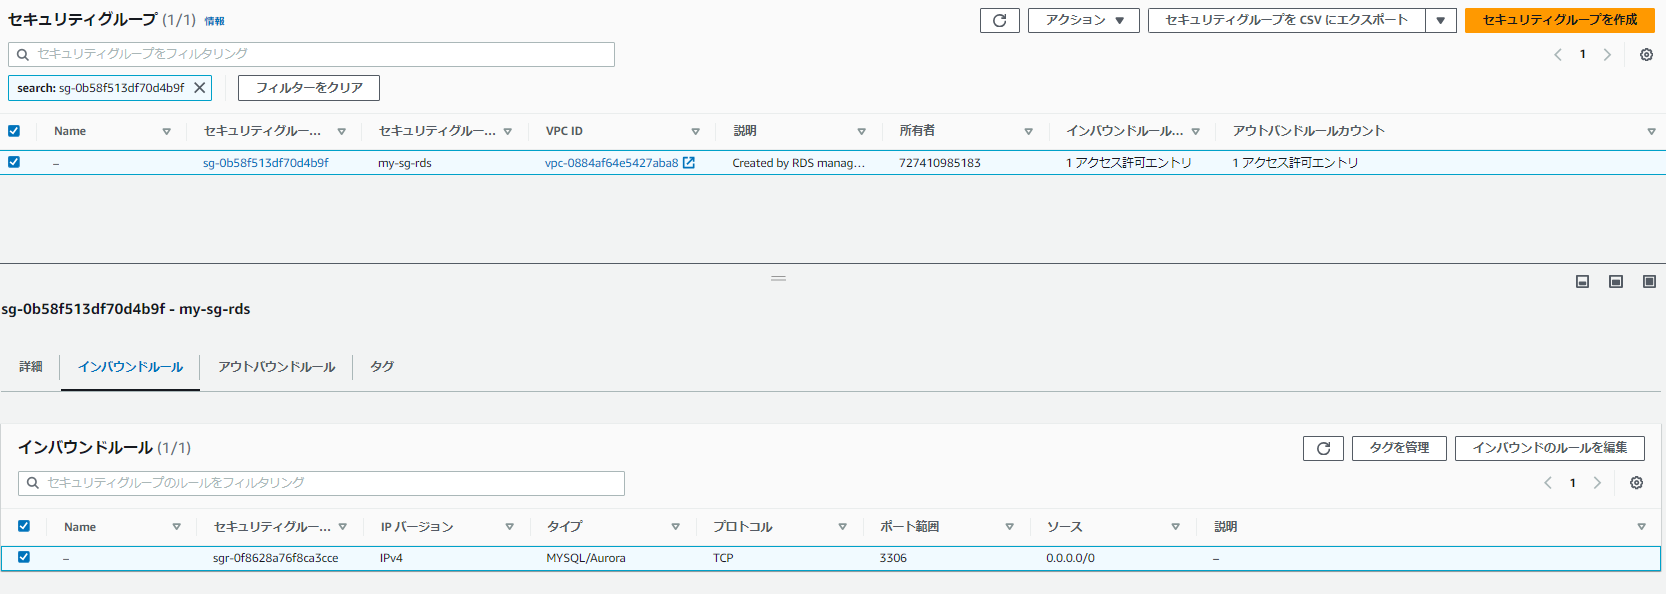 セキュリティグループ (1/1) 情報
アクション ▼
セキュリティグループを CSV にエクスポート ▼
セキュリティグループを作成
セキュリティグループをフィルタリング
1
search: sg-0b58f513df70d4b9f ✕
フィルターをクリア
Name セキュリティグルー... セキュリティグルー... VPC ID 説明 所有者 インバウンドルール... アウトバンドルールカウント
– sg-0b58f513df70d4b9f my-sg-rds vpc-0884af64e5427aba8 Created by RDS manag... 727410985183 1 アクセス許可エントリ 1 アクセス許可エントリ
sg-0b58f513df70d4b9f - my-sg-rds
詳細 インバウンドルール アウトバウンドルール タグ
インバウンドルール (1/1)
タグを管理
インバウンドのルールを編集
セキュリティグループのルールをフィルタリング
1
Name セキュリティグルー... IP バージョン タイプ プロトコル ポート範囲 ソース 説明
– sgr-0f8628a76f8ca3cce IPv4 MYSQL/Aurora TCP 3306 0.0.0.0/0 –